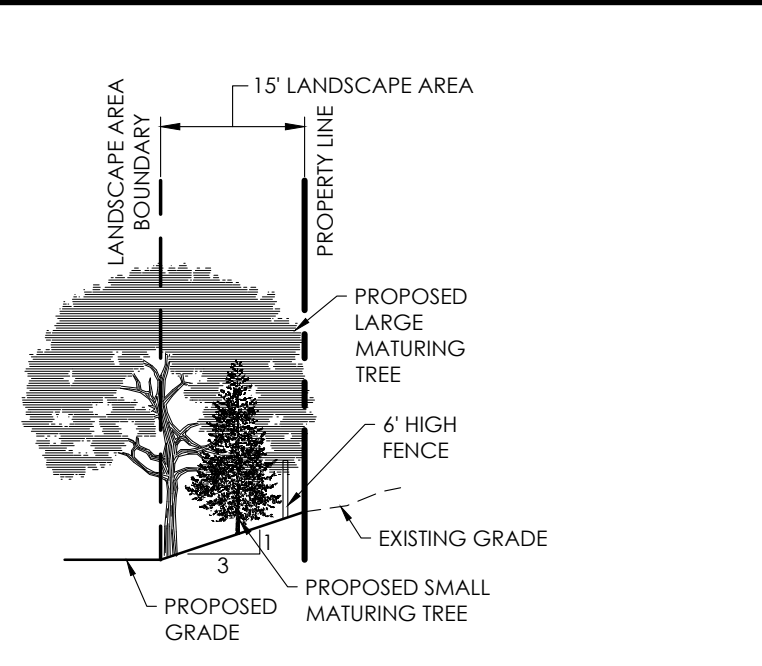 15' LANDSCAPE AREA
LANDSCAPE AREA
BOUNDARY
PROPERTY LINE
PROPOSED
LARGE
MATURING
TREE
6' HIGH
FENCE
EXISTING GRADE
1
3
PROPOSED SMALL
MATURING TREE
PROPOSED
GRADE